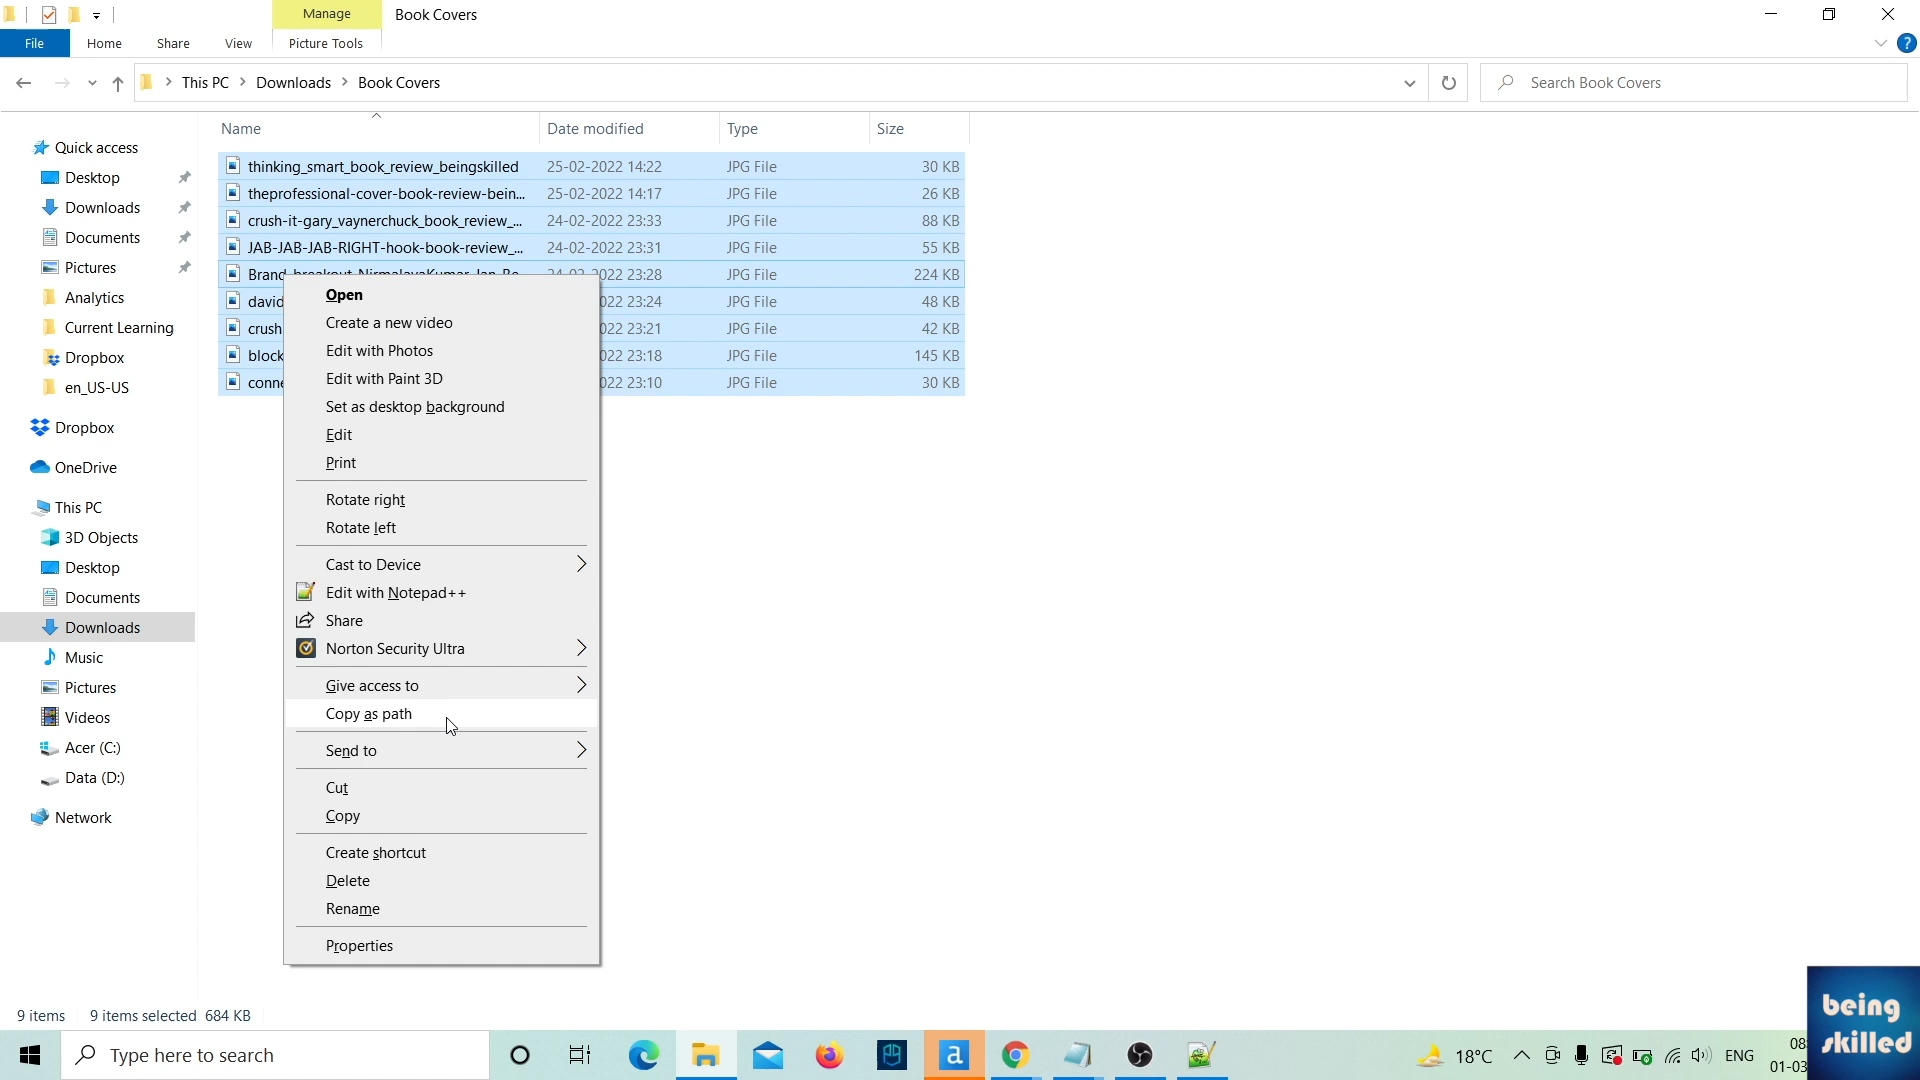 Manage
Book Covers
File
Home
Share
View
Picture Tools
This PC
Downloads
Book Covers
Search Book Covers
Name
Date modified
Type
Size
Quick access
Desktop
Downloads
Documents
Pictures
Analytics
Current Learning
Dropbox
en_US-US
Dropbox
OneDrive
This PC
3D Objects
Desktop
Documents
Downloads
Music
Pictures
Videos
Acer (C:)
Data (D:)
Network
thinking_smart_book_review_beingskilled 25-02-2022 14:22 JPG File 30 KB
theprofessional-cover-book-review-bein... 25-02-2022 14:17 JPG File 26 KB
crush-it-gary_vaynerchuck_book_review_... 24-02-2022 23:33 JPG File 88 KB
JAB-JAB-JAB-RIGHT-hook-book-review_... 24-02-2022 23:31 JPG File 55 KB
Brand-breakout-NirmalayaKumar-Jan-Be... 24-02-2022 23:28 JPG File 224 KB
david 022 23:24 JPG File 48 KB
crush 022 23:21 JPG File 42 KB
block 022 23:18 JPG File 145 KB
conne 022 23:10 JPG File 30 KB
Open
Create a new video
Edit with Photos
Edit with Paint 3D
Set as desktop background
Edit
Print
Rotate right
Rotate left
Cast to Device
Edit with Notepad++
Share
Norton Security Ultra
Give access to
Copy as path
Send to
Cut
Copy
Create shortcut
Delete
Rename
Properties
9 items
9 items selected 684 KB
Type here to search
18°C
ENG
08:
01-03
being
skilled